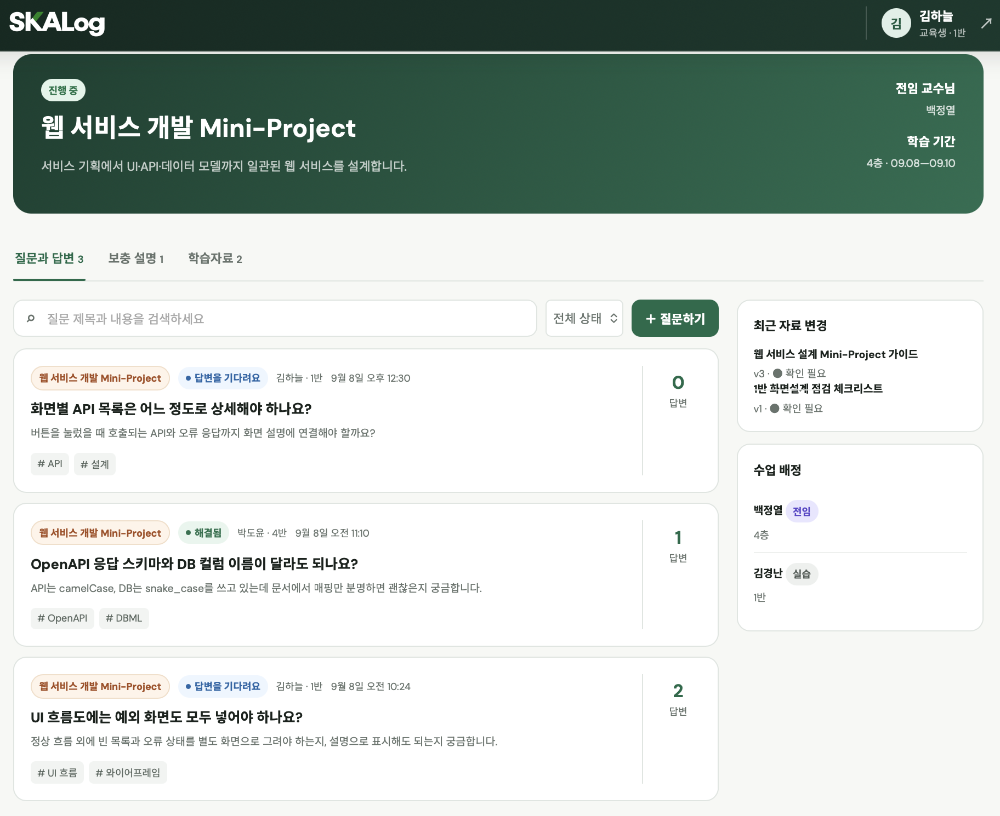 SKALog
김
김하늘
교육생 · 1반
↗
진행 중
웹 서비스 개발 Mini-Project
서비스 기획에서 UI·API·데이터 모델까지 일관된 웹 서비스를 설계합니다.
전임 교수님
백정열
학습 기간
4층 · 09.08—09.10
질문과 답변 3
보충 설명 1
학습자료 2
질문 제목과 내용을 검색하세요
전체 상태
+ 질문하기
웹 서비스 개발 Mini-Project
답변을 기다려요
김하늘 · 1반
9월 8일 오후 12:30
화면별 API 목록은 어느 정도로 상세해야 하나요?
버튼을 눌렀을 때 호출되는 API와 오류 응답까지 화면 설명에 연결해야 할까요?
# API
# 설계
0
답변
웹 서비스 개발 Mini-Project
해결됨
박도윤 · 4반
9월 8일 오전 11:10
OpenAPI 응답 스키마와 DB 컬럼 이름이 달라도 되나요?
API는 camelCase, DB는 snake_case를 쓰고 있는데 문서에서 매핑만 분명하면 괜찮은지 궁금합니다.
# OpenAPI
# DBML
1
답변
웹 서비스 개발 Mini-Project
답변을 기다려요
김하늘 · 1반
9월 8일 오전 10:24
UI 흐름도에는 예외 화면도 모두 넣어야 하나요?
정상 흐름 외에 빈 목록과 오류 상태를 별도 화면으로 그려야 하는지, 설명으로 표시해도 되는지 궁금합니다.
# UI 흐름
# 와이어프레임
2
답변
최근 자료 변경
웹 서비스 설계 Mini-Project 가이드
v3 · ● 확인 필요
1반 화면설계 점검 체크리스트
v1 · ● 확인 필요
수업 배정
백정열 전임
4층
김경난 실습
1반